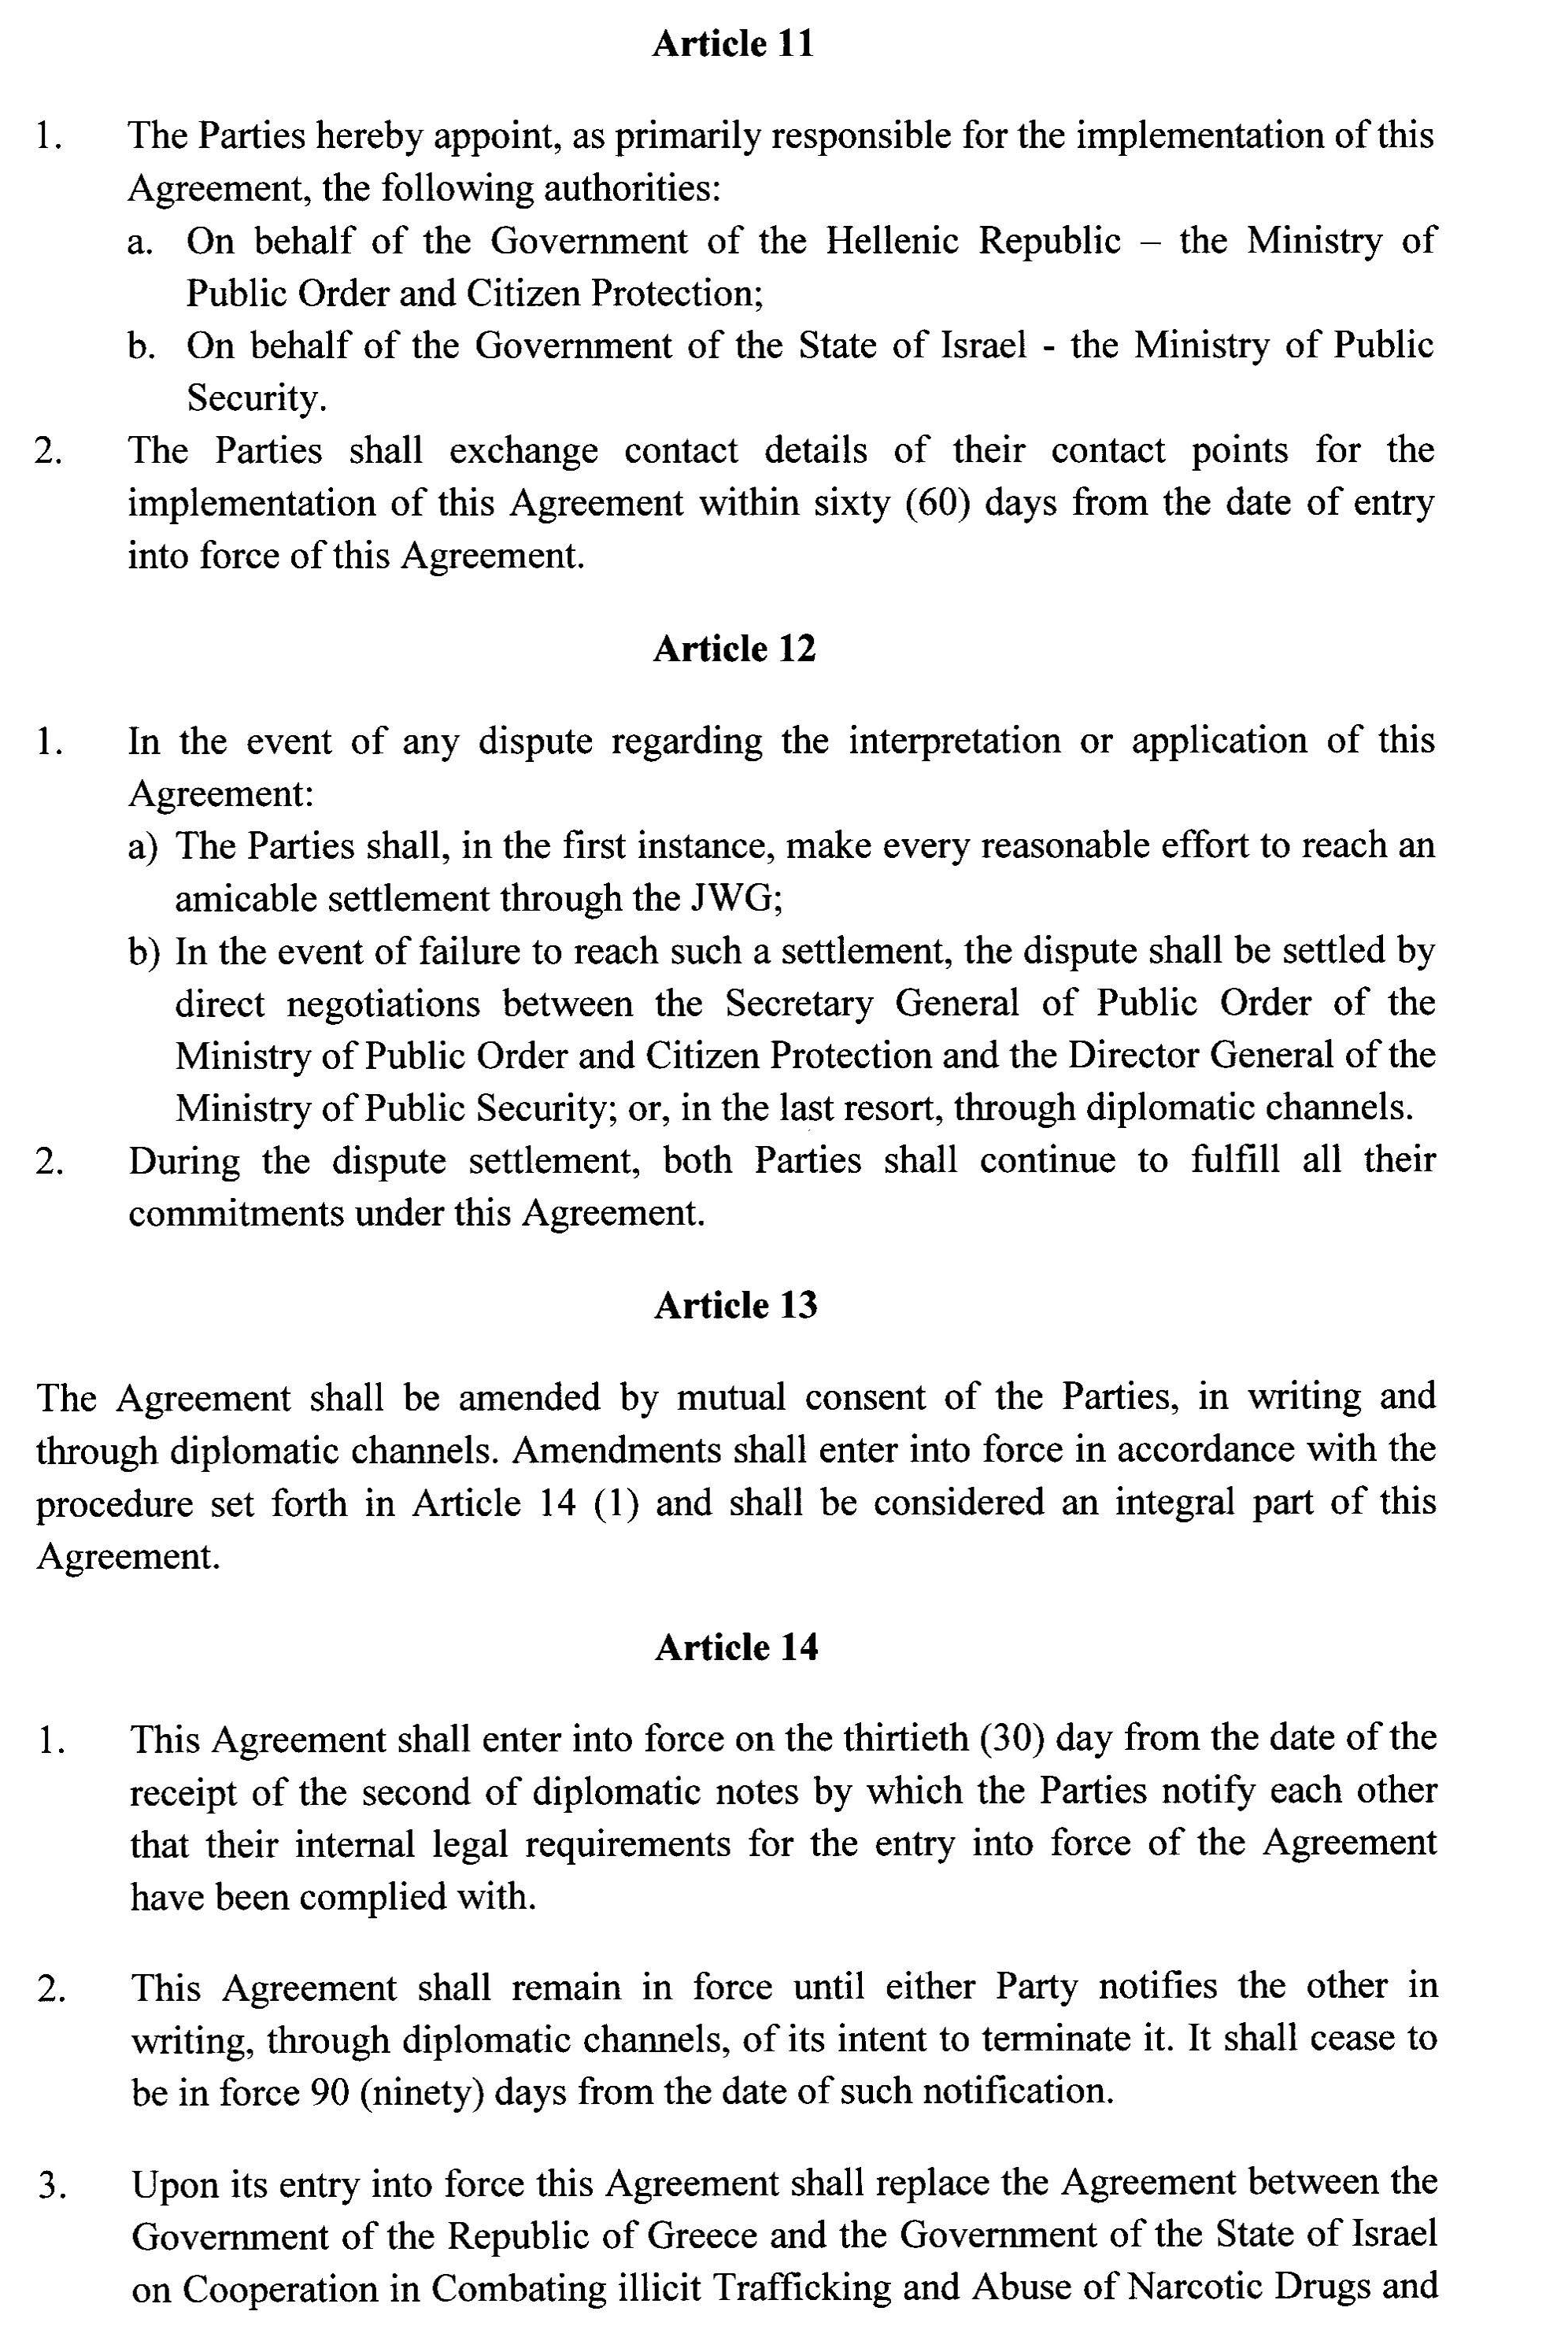 Article 11
1. The Parties hereby appoint, as primarily responsible for the implementation of this
Agreement, the following authorities:
a. On behalf of the Government of the Hellenic Republic – the Ministry of
Public Order and Citizen Protection;
b. On behalf of the Government of the State of Israel - the Ministry of Public
Security.
2. The Parties shall exchange contact details of their contact points for the
implementation of this Agreement within sixty (60) days from the date of entry
into force of this Agreement.
Article 12
1. In the event of any dispute regarding the interpretation or application of this
Agreement:
a) The Parties shall, in the first instance, make every reasonable effort to reach an
amicable settlement through the JWG;
b) In the event of failure to reach such a settlement, the dispute shall be settled by
direct negotiations between the Secretary General of Public Order of the
Ministry of Public Order and Citizen Protection and the Director General of the
Ministry of Public Security; or, in the last resort, through diplomatic channels.
2. During the dispute settlement, both Parties shall continue to fulfill all their
commitments under this Agreement.
Article 13
The Agreement shall be amended by mutual consent of the Parties, in writing and
through diplomatic channels. Amendments shall enter into force in accordance with the
procedure set forth in Article 14 (1) and shall be considered an integral part of this
Agreement.
Article 14
1. This Agreement shall enter into force on the thirtieth (30) day from the date of the
receipt of the second of diplomatic notes by which the Parties notify each other
that their internal legal requirements for the entry into force of the Agreement
have been complied with.
2. This Agreement shall remain in force until either Party notifies the other in
writing, through diplomatic channels, of its intent to terminate it. It shall cease to
be in force 90 (ninety) days from the date of such notification.
3. Upon its entry into force this Agreement shall replace the Agreement between the
Government of the Republic of Greece and the Government of the State of Israel
on Cooperation in Combating illicit Trafficking and Abuse of Narcotic Drugs and